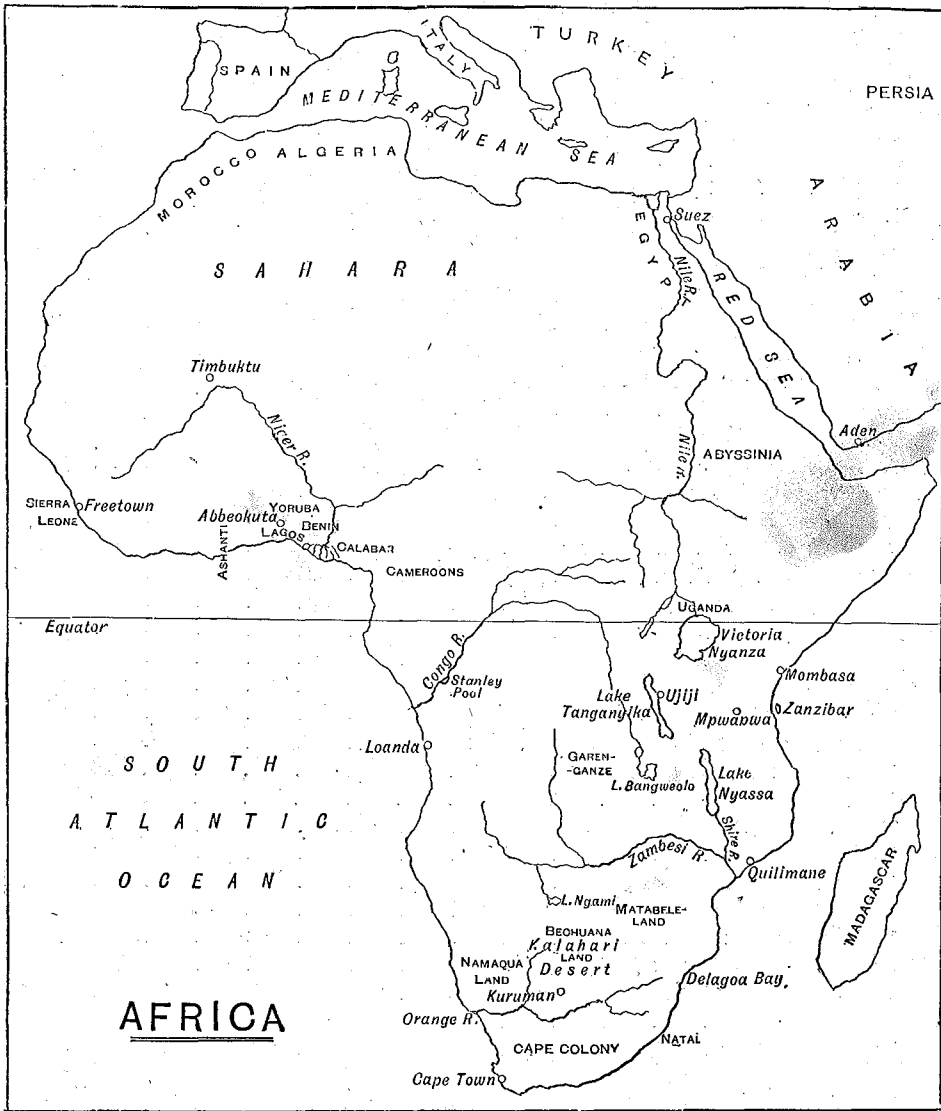 TURKEY
ITALY
SPAIN
PERSIA
MEDITERRANEAN SEA
MOROCCO ALGERIA
ARABIA
EGYPT
Suez
Nile R.
RED SEA
SAHARA
Timbuktu
Niger R.
Nile R.
ABYSSINIA
Aden
SIERRA
LEONE
Freetown
YORUBA
Abbeokuta
BENIN
LAGOS
ASHANTI
CALABAR
CAMEROONS
UGANDA
Equator
Victoria
Nyanza
Congo R.
Stanley
Pool
Mombasa
Lake
Tanganyika
Ujiji
Mpwapwa
Zanzibar
Loanda
GAREN-
-GANZE
L. Bangweolo
Lake
Nyassa
Shire R.
SOUTH
ATLANTIC
OCEAN
Zambesi R.
Quilimane
L. Ngami
MATABELE-
LAND
MADAGASCAR
BECHUANA
Kalahari
LAND
Desert
NAMAQUA
LAND
Kuruman
Delagoa Bay
Orange R.
AFRICA
CAPE COLONY
NATAL
Cape Town